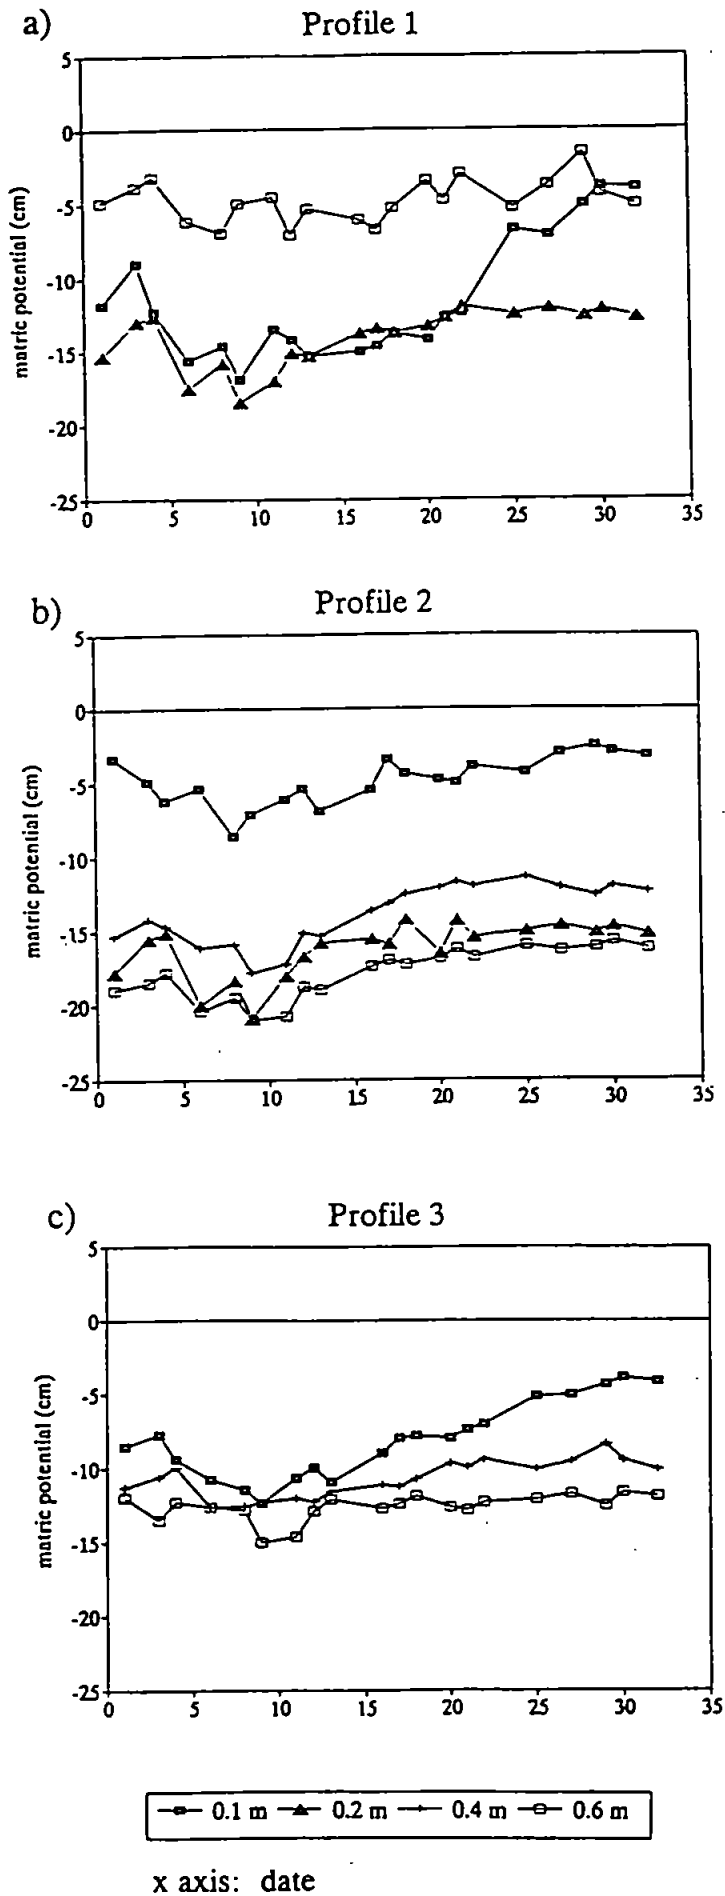 a)
Profile 1
5
0
-5
-10
-15
-20
-25
matric potential (cm)
0 5 10 15 20 25 30 35
b)
Profile 2
5
0
-5
-10
-15
-20
-25
matric potential (cm)
0 5 10 15 20 25 30 35
c)
Profile 3
5
0
-5
-10
-15
-20
-25
matric potential (cm)
0 5 10 15 20 25 30 35
0.1 m 0.2 m 0.4 m 0.6 m
x axis: date